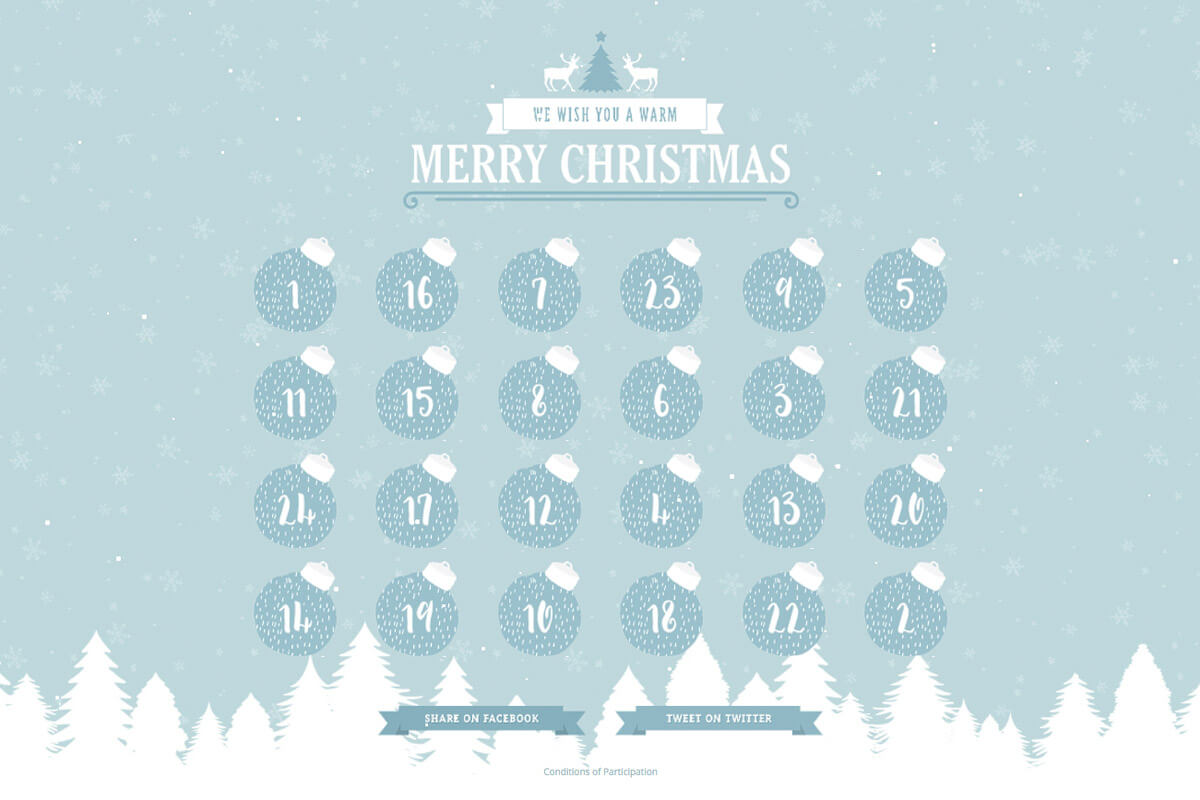 WE WISH YOU A WARM
MERRY CHRISTMAS
1 16 7 23 9 5
11 15 8 6 3 21
24 17 12 4 13 20
14 19 10 18 22 2
SHARE ON FACEBOOK TWEET ON TWITTER
Conditions of Participation